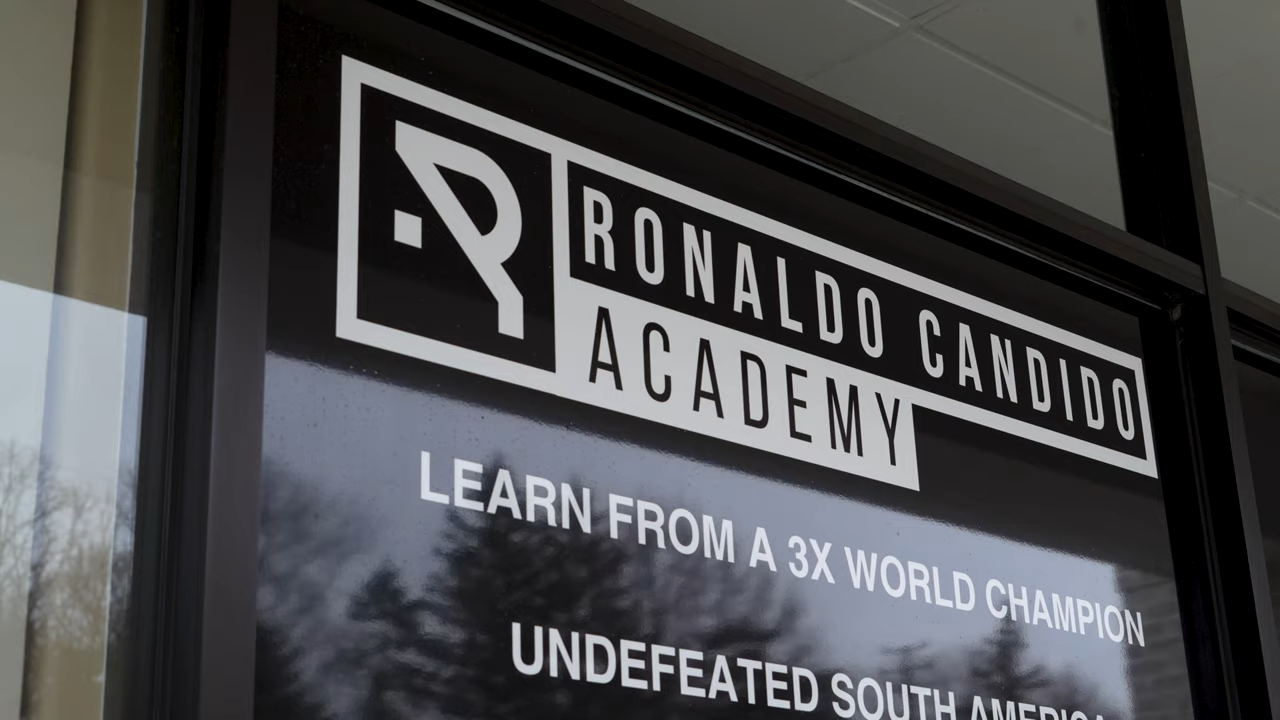 RONALDO CANDIDO
ACADEMY
LEARN FROM A 3X WORLD CHAMPION
UNDEFEATED SOUTH